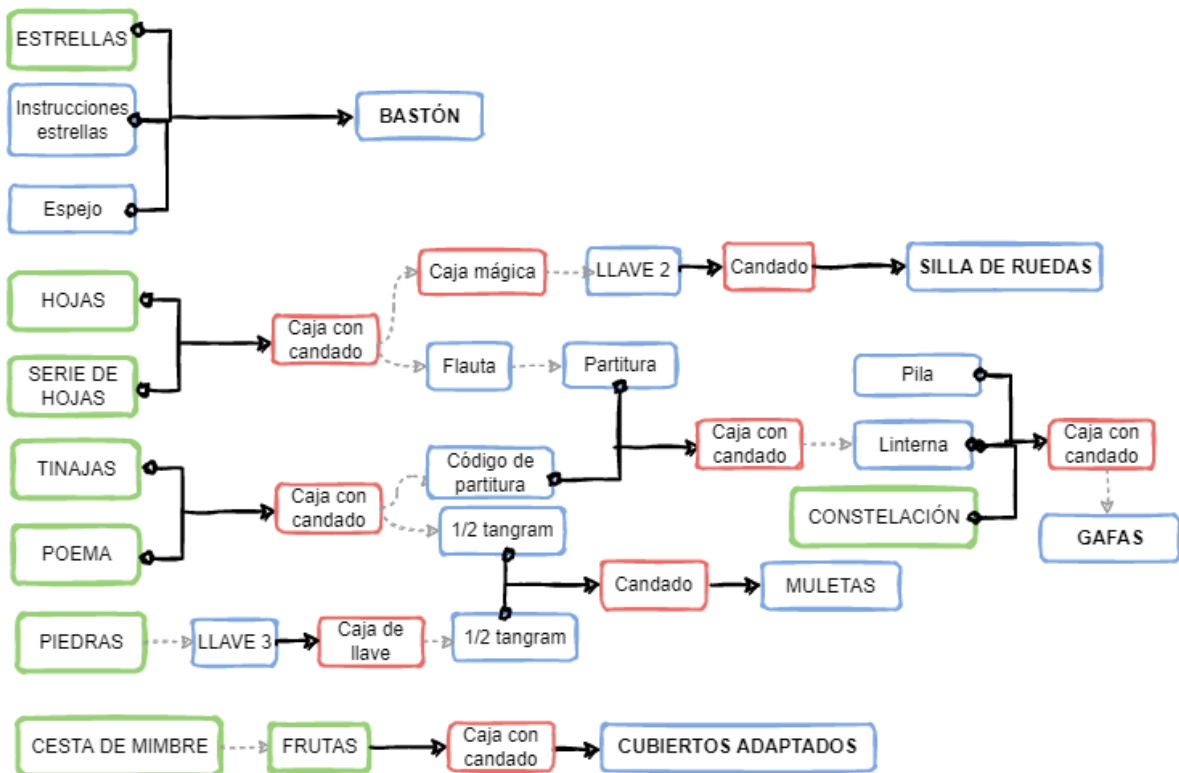 ESTRELLAS
Instrucciones
estrellas
BASTÓN
Espejo
Caja mágica
LLAVE 2
Candado
SILLA DE RUEDAS
HOJAS
Caja con
candado
SERIE DE
HOJAS
Flauta
Partitura
Pila
TINAJAS
Código de
partitura
Caja con
candado
Linterna
Caja con
candado
Caja con
candado
1/2 tangram
CONSTELACIÓN
POEMA
GAFAS
Candado
MULETAS
PIEDRAS
LLAVE 3
Caja de
llave
1/2 tangram
CESTA DE MIMBRE
FRUTAS
Caja con
candado
CUBIERTOS ADAPTADOS